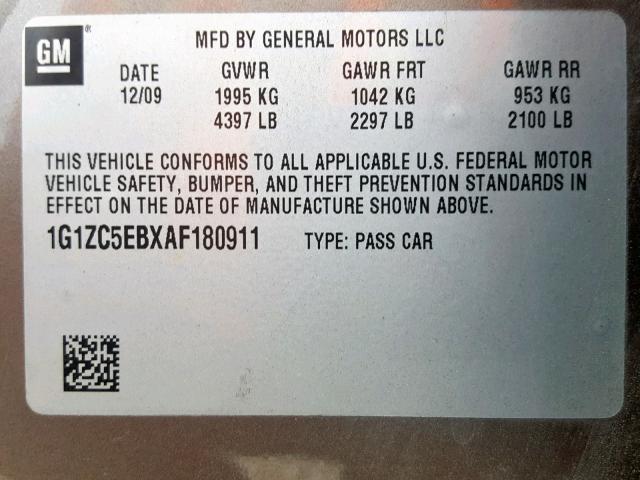 GM
MFD BY GENERAL MOTORS LLC
DATE GVWR GAWR FRT GAWR RR
12/09 1995 KG 1042 KG 953 KG
4397 LB 2297 LB 2100 LB
THIS VEHICLE CONFORMS TO ALL APPLICABLE U.S. FEDERAL MOTOR
VEHICLE SAFETY, BUMPER, AND THEFT PREVENTION STANDARDS IN
EFFECT ON THE DATE OF MANUFACTURE SHOWN ABOVE.
1G1ZC5EBXAF180911 TYPE: PASS CAR